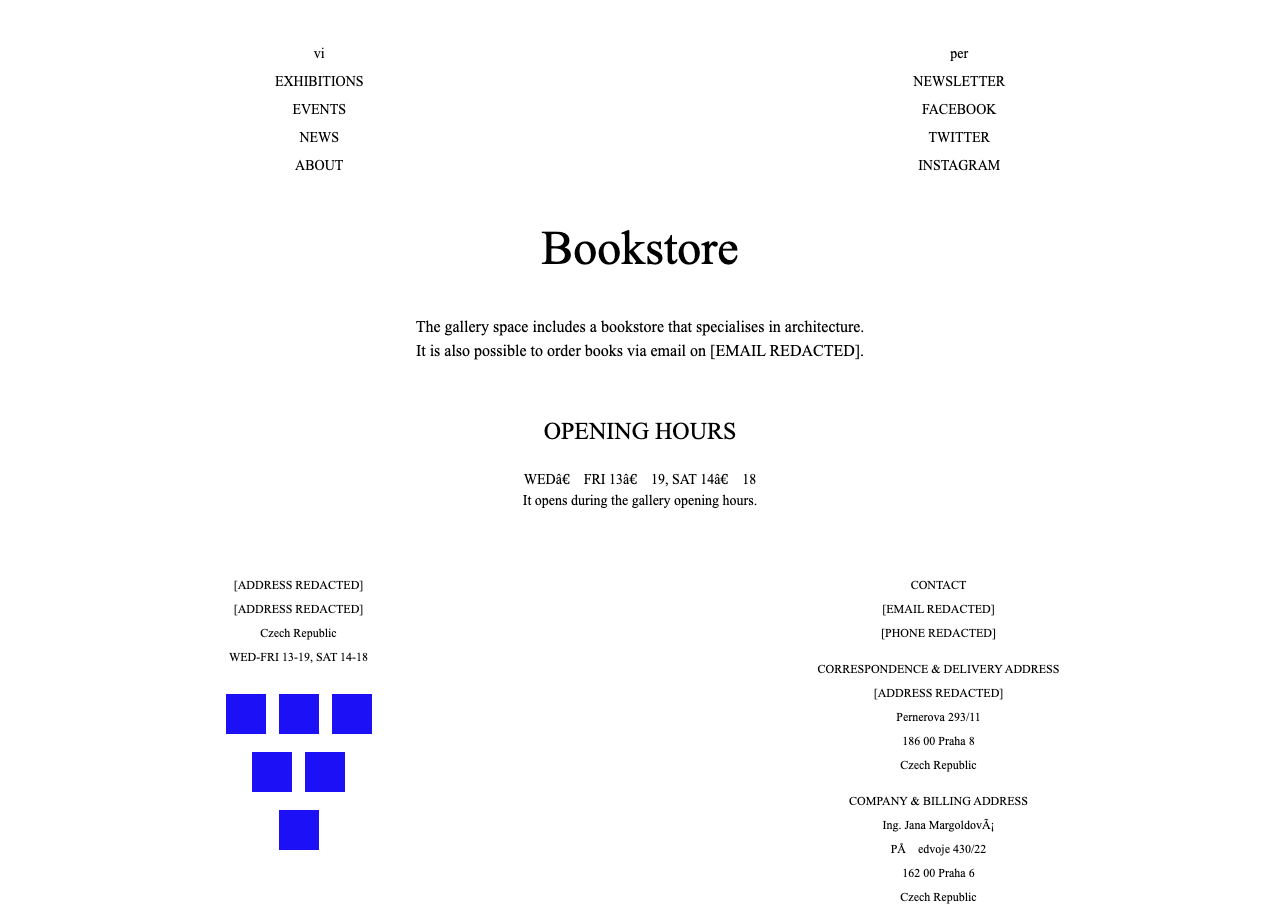 vi
EXHIBITIONS
EVENTS
NEWS
ABOUT
per
NEWSLETTER
FACEBOOK
TWITTER
INSTAGRAM
Bookstore
The gallery space includes a bookstore that specialises in architecture.
It is also possible to order books via email on [EMAIL REDACTED].
OPENING HOURS
WEDâ€ FRI 13â€ 19, SAT 14â€ 18
It opens during the gallery opening hours.
[ADDRESS REDACTED]
[ADDRESS REDACTED]
Czech Republic
WED-FRI 13-19, SAT 14-18
CONTACT
[EMAIL REDACTED]
[PHONE REDACTED]
CORRESPONDENCE & DELIVERY ADDRESS
[ADDRESS REDACTED]
Pernerova 293/11
186 00 Praha 8
Czech Republic
COMPANY & BILLING ADDRESS
Ing. Jana MargoldovÃ¡
PÅ edvoje 430/22
162 00 Praha 6
Czech Republic